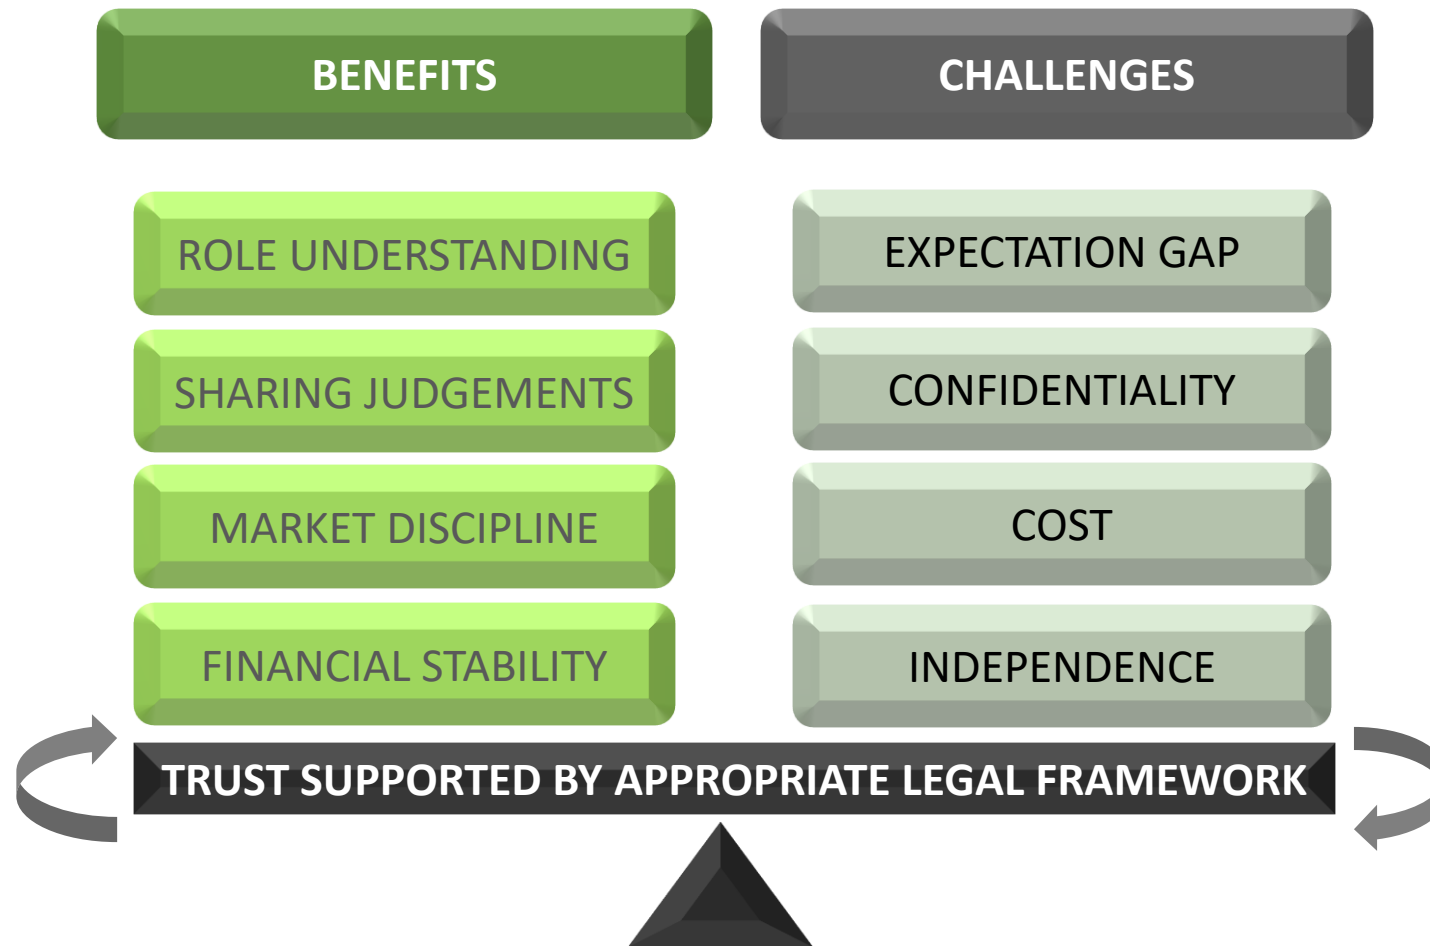 BENEFITS
CHALLENGES
ROLE UNDERSTANDING
EXPECTATION GAP
SHARING JUDGEMENTS
CONFIDENTIALITY
MARKET DISCIPLINE
COST
FINANCIAL STABILITY
INDEPENDENCE
TRUST SUPPORTED BY APPROPRIATE LEGAL FRAMEWORK